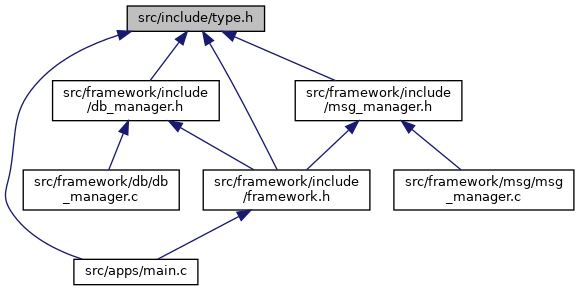 src/include/type.h
src/framework/include
/db_manager.h
src/framework/include
/msg_manager.h
src/framework/db/db
_manager.c
src/framework/include
/framework.h
src/framework/msg/msg
_manager.c
src/apps/main.c